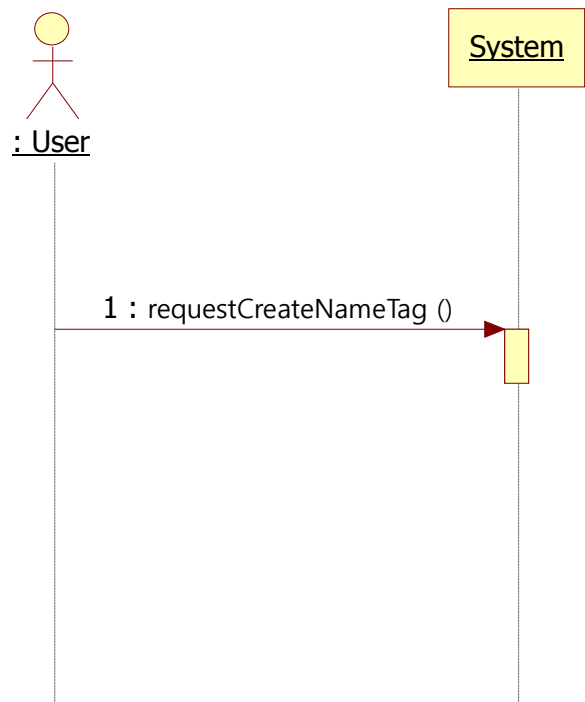 System
: User
1 : requestCreateNameTag ()